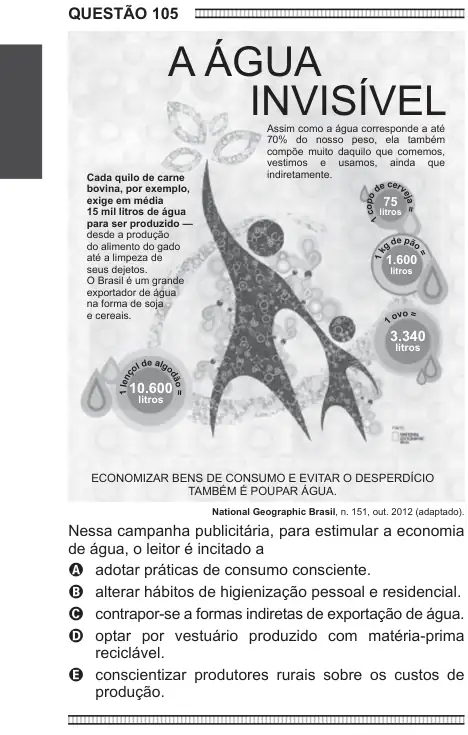 QUESTÃO 105
A ÁGUA
INVISÍVEL
Assim como a água corresponde a até
70% do nosso peso, ela também
compõe muito daquilo que comemos,
vestimos e usamos, ainda que
indiretamente.
Cada quilo de carne
bovina, por exemplo,
exige em média
15 mil litros de água
para ser produzido —
desde a produção
do alimento do gado
até a limpeza de
seus dejetos.
O Brasil é um grande
exportador de água
na forma de soja
e cereais.
1 copo de cerveja =
75
litros
1 kg de pão =
1.600
litros
1 ovo =
3.340
litros
1 lençol de algodão =
10.600
litros
NATIONAL
GEOGRAPHIC
ECONOMIZAR BENS DE CONSUMO E EVITAR O DESPERDÍCIO
TAMBÉM É POUPAR ÁGUA.
National Geographic Brasil, n. 151, out. 2012 (adaptado).
Nessa campanha publicitária, para estimular a economia
de água, o leitor é incitado a
A adotar práticas de consumo consciente.
B alterar hábitos de higienização pessoal e residencial.
C contrapor-se a formas indiretas de exportação de água.
D optar por vestuário produzido com matéria-prima
reciclável.
E conscientizar produtores rurais sobre os custos de
produção.